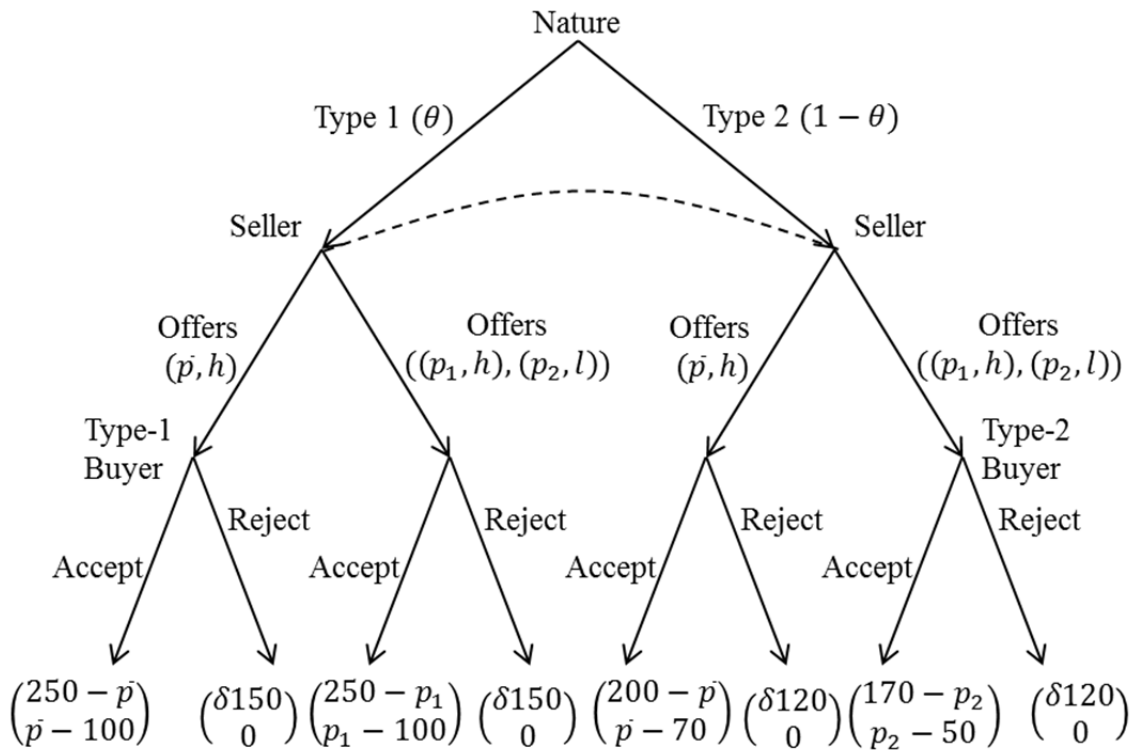 Nature
Type 1 (θ)
Type 2 (1 − θ)
Seller
Seller
Offers
(p̄, h)
Offers
((p₁, h), (p₂, l))
Offers
(p̄, h)
Offers
((p₁, h), (p₂, l))
Type-1
Buyer
Type-2
Buyer
Accept
Reject
Accept
Reject
Accept
Reject
Accept
Reject
(250 − p̄
p̄ − 100)
(δ150
0)
(250 − p₁
p₁ − 100)
(δ150
0)
(200 − p̄
p̄ − 70)
(δ120
0)
(170 − p₂
p₂ − 50)
(δ120
0)